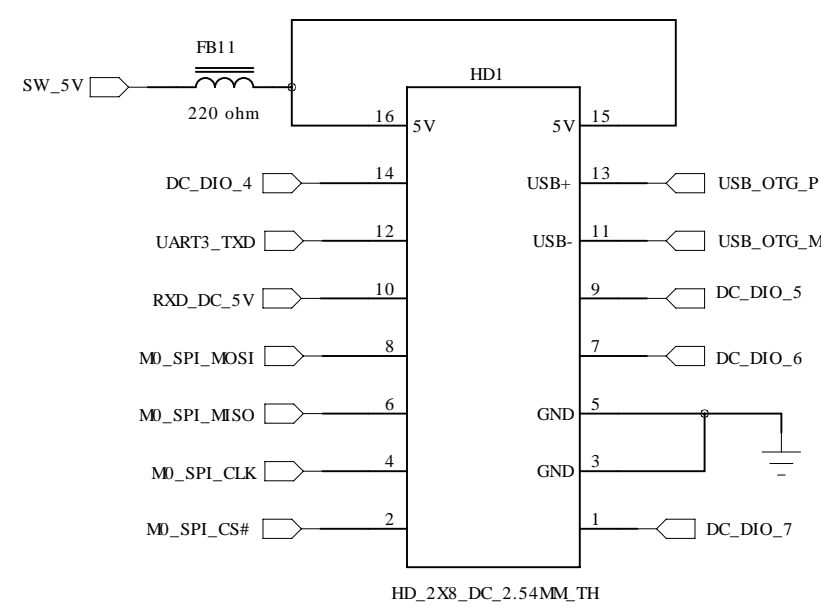 FB11
HD1
SW_5V
220 ohm
16 5V 5V 15
DC_DIO_4 14 USB+ 13 USB_OTG_P
UART3_TXD 12 USB- 11 USB_OTG_M
RXD_DC_5V 10 9 DC_DIO_5
M0_SPI_MOSI 8 7 DC_DIO_6
M0_SPI_MISO 6 GND 5
M0_SPI_CLK 4 GND 3
M0_SPI_CS# 2 1 DC_DIO_7
HD_2X8_DC_2.54MM_TH